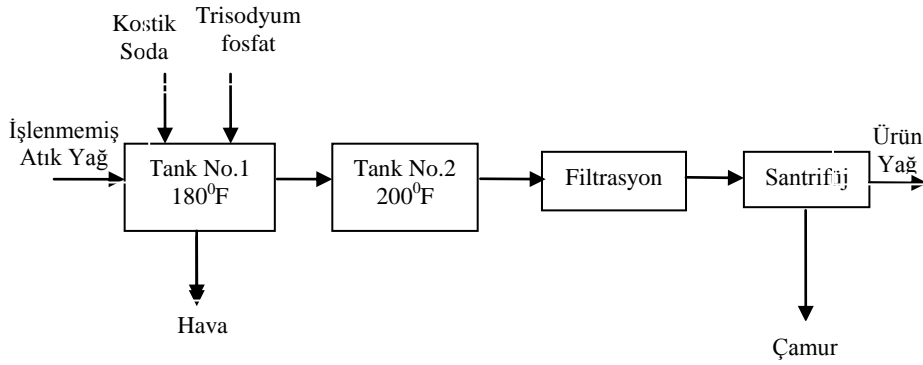 Kostik
Soda
Trisodyum
fosfat
İşlenmemiş
Atık Yağ
Tank No.1
180⁰F
Tank No.2
200⁰F
Filtrasyon
Santrifüj
Ürün
Yağ
Hava
Çamur